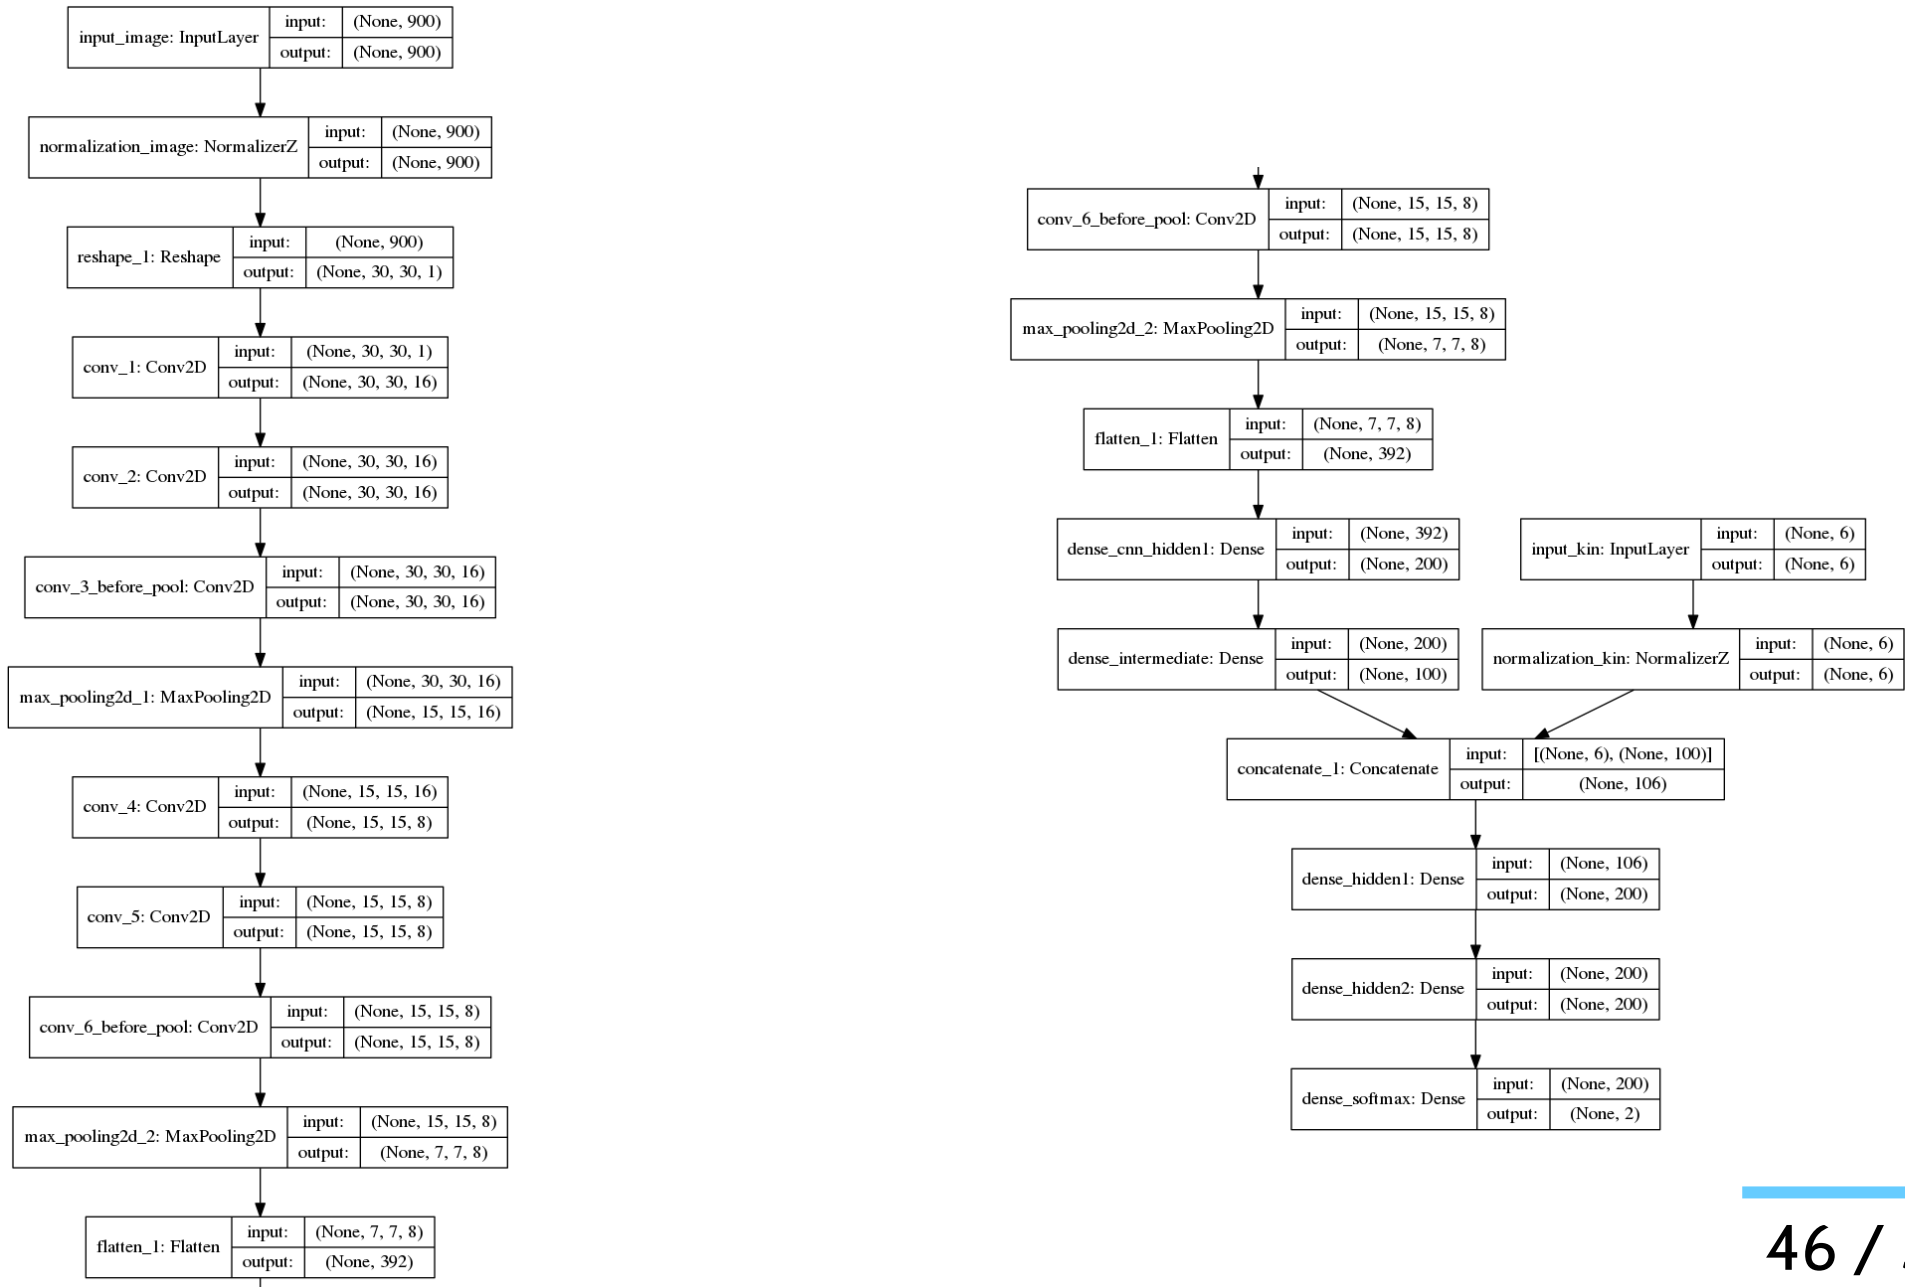 input_image: InputLayer
input: (None, 900)
output: (None, 900)
normalization_image: NormalizerZ
input: (None, 900)
output: (None, 900)
reshape_1: Reshape
input: (None, 900)
output: (None, 30, 30, 1)
conv_1: Conv2D
input: (None, 30, 30, 1)
output: (None, 30, 30, 16)
conv_2: Conv2D
input: (None, 30, 30, 16)
output: (None, 30, 30, 16)
conv_3_before_pool: Conv2D
input: (None, 30, 30, 16)
output: (None, 30, 30, 16)
max_pooling2d_1: MaxPooling2D
input: (None, 30, 30, 16)
output: (None, 15, 15, 16)
conv_4: Conv2D
input: (None, 15, 15, 16)
output: (None, 15, 15, 8)
conv_5: Conv2D
input: (None, 15, 15, 8)
output: (None, 15, 15, 8)
conv_6_before_pool: Conv2D
input: (None, 15, 15, 8)
output: (None, 15, 15, 8)
max_pooling2d_2: MaxPooling2D
input: (None, 15, 15, 8)
output: (None, 7, 7, 8)
flatten_1: Flatten
input: (None, 7, 7, 8)
output: (None, 392)
conv_6_before_pool: Conv2D
input: (None, 15, 15, 8)
output: (None, 15, 15, 8)
max_pooling2d_2: MaxPooling2D
input: (None, 15, 15, 8)
output: (None, 7, 7, 8)
flatten_1: Flatten
input: (None, 7, 7, 8)
output: (None, 392)
dense_cnn_hidden1: Dense
input: (None, 392)
output: (None, 200)
input_kin: InputLayer
input: (None, 6)
output: (None, 6)
dense_intermediate: Dense
input: (None, 200)
output: (None, 100)
normalization_kin: NormalizerZ
input: (None, 6)
output: (None, 6)
concatenate_1: Concatenate
input: [(None, 6), (None, 100)]
output: (None, 106)
dense_hidden1: Dense
input: (None, 106)
output: (None, 200)
dense_hidden2: Dense
input: (None, 200)
output: (None, 200)
dense_softmax: Dense
input: (None, 200)
output: (None, 2)
46 /